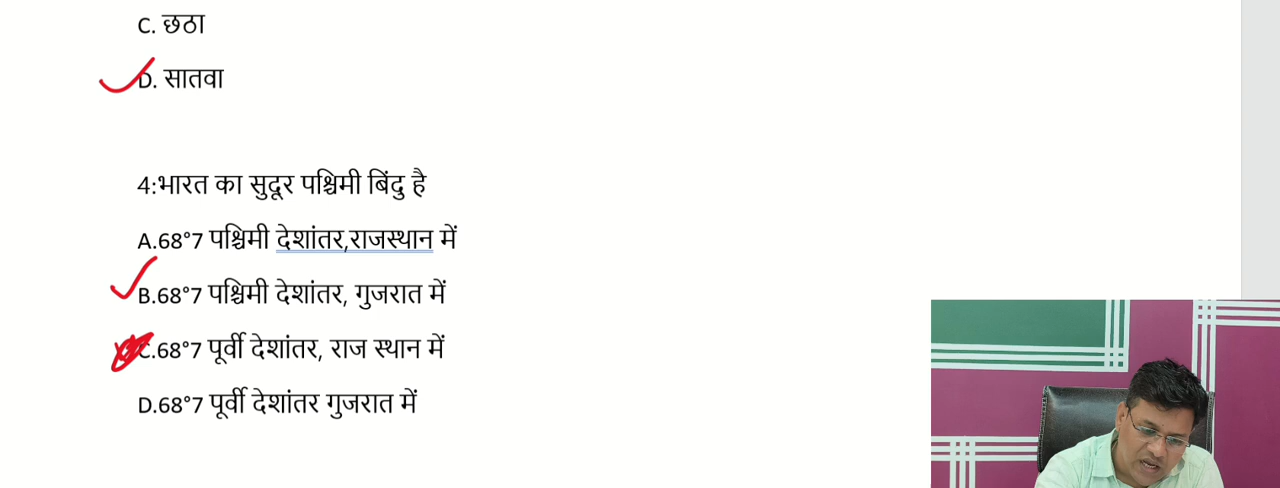 C. छठा
D. सातवा
4:भारत का सुदूर पश्चिमी बिंदु है
A.68°7 पश्चिमी देशांतर,राजस्थान में
B.68°7 पश्चिमी देशांतर, गुजरात में
C.68°7 पूर्वी देशांतर, राज स्थान में
D.68°7 पूर्वी देशांतर गुजरात में